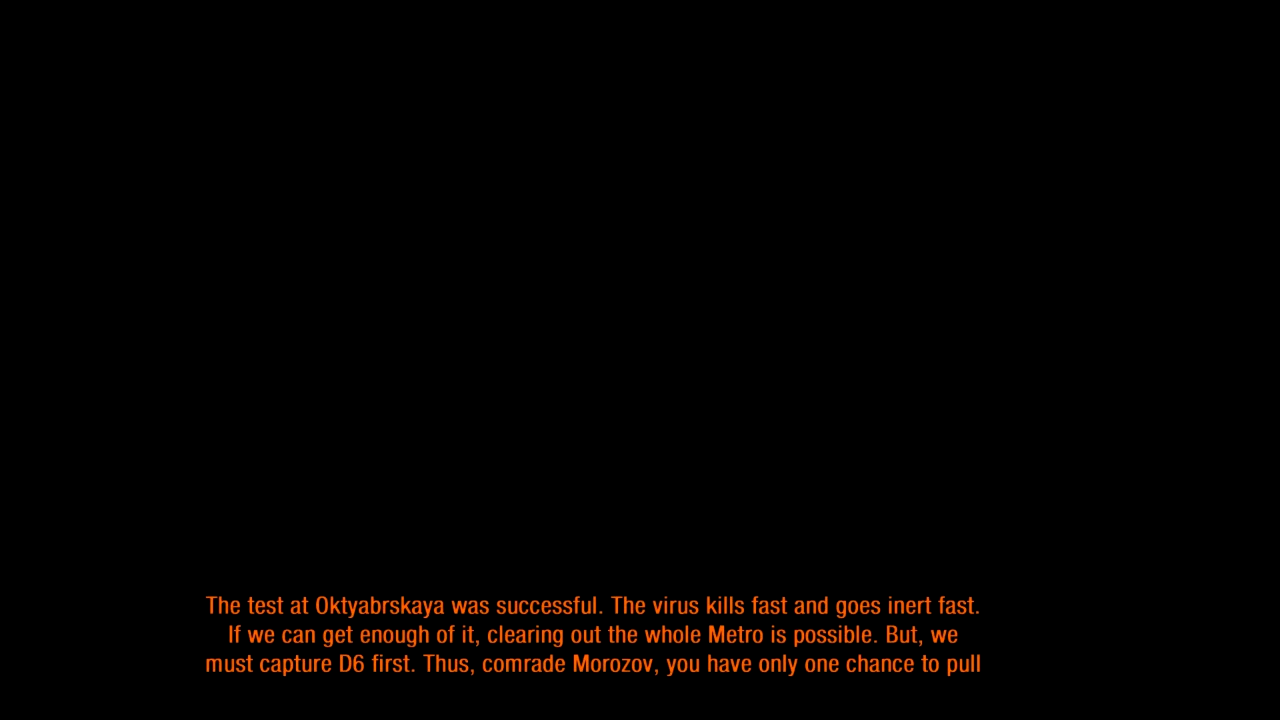 The test at Oktyabrskaya was successful. The virus kills fast and goes inert fast.
If we can get enough of it, clearing out the whole Metro is possible. But, we
must capture D6 first. Thus, comrade Morozov, you have only one chance to pull